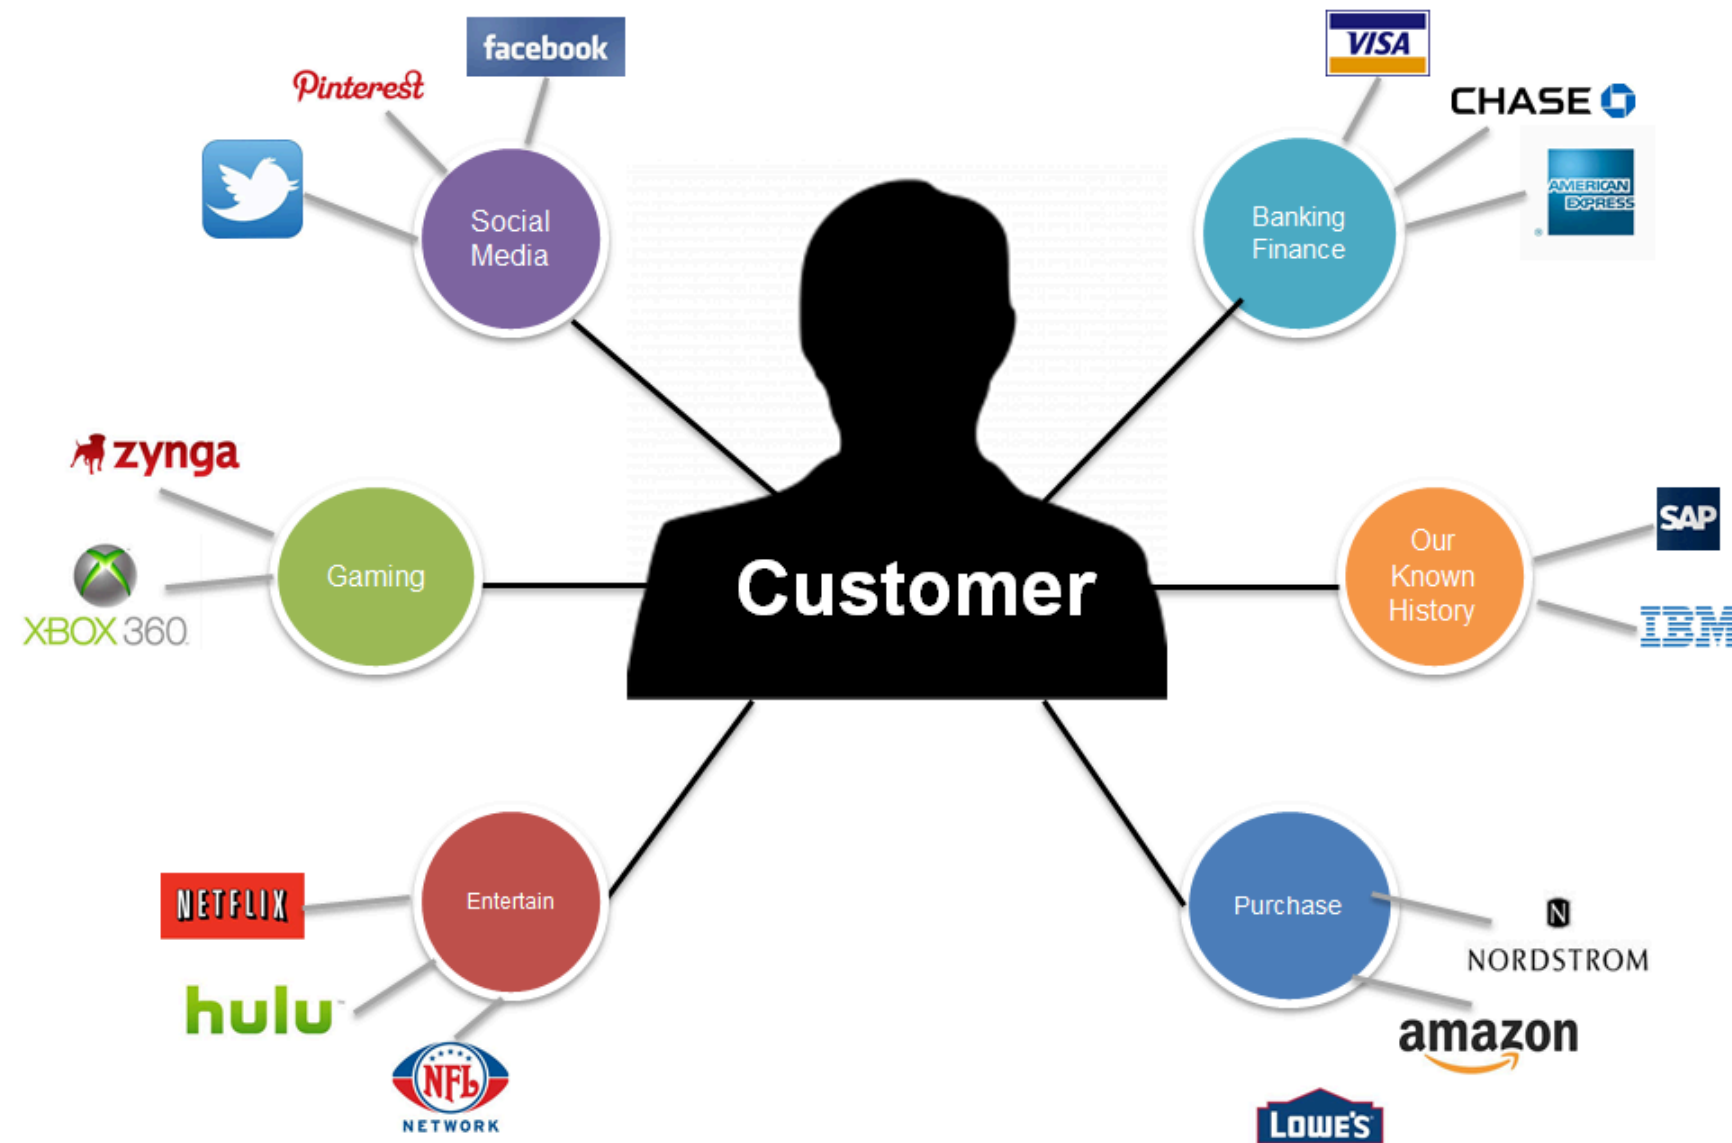 facebook
Pinterest
VISA
CHASE
AMERICAN
EXPRESS
®
Social
Media
Banking
Finance
zynga
XBOX 360
Gaming
Customer
Our
Known
History
SAP
IBM
NETFLIX
Entertain
Purchase
N
NORDSTROM
hulu
amazon
NFL
NETWORK
LOWE'S